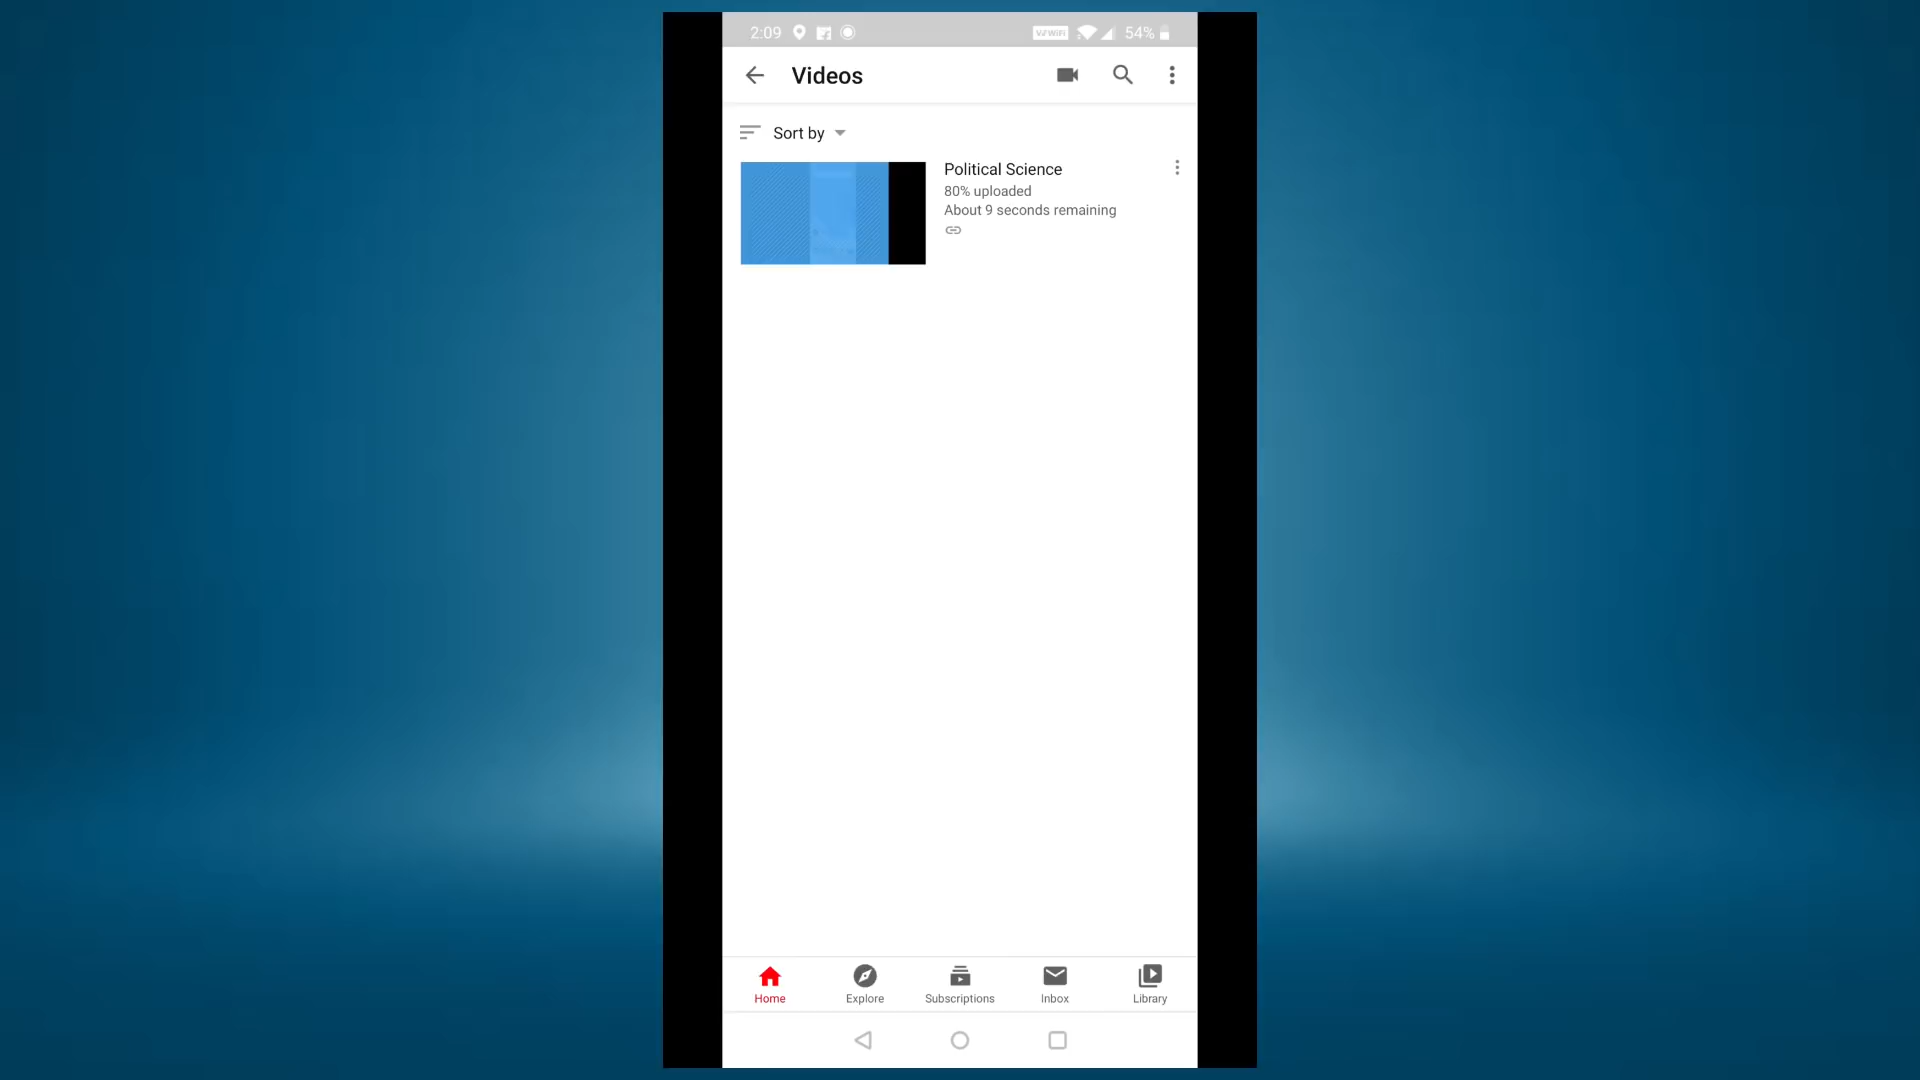 2:09 54%
Videos
Sort by
Political Science
80% uploaded
About 9 seconds remaining
Home Explore Subscriptions Inbox Library